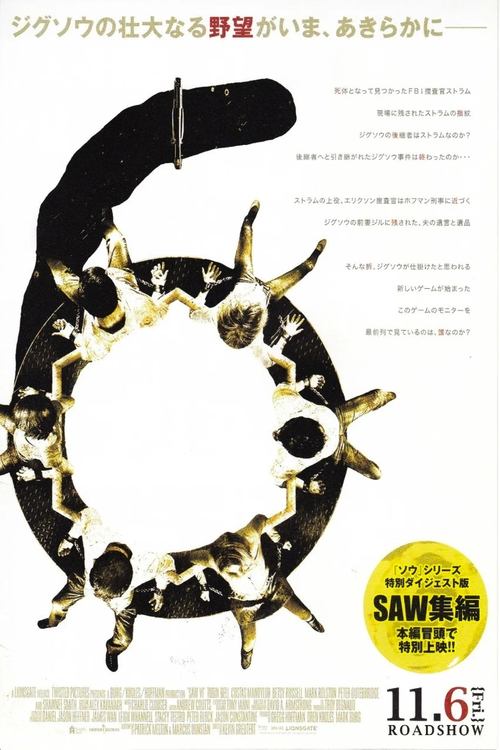 ジグソウの壮大なる野望がいま、あきらかに——
死体となって見つかったFBI捜査官ストラム
現場に残されたストラムの指紋
ジグソウの後継者はストラムなのか?
後継者へと引き継がれたジグソウ事件は終わったのか・・・
ストラムの上役、エリクソン捜査官はホフマン刑事に近づく
ジグソウの前妻ジルに残された、夫の遺言と遺品
そんな折、ジグソウが仕掛けたと思われる
新しいゲームが始まった
このゲームのモニターを
最前列で見ているのは、誰なのか?
「ソウ」シリーズ
特別ダイジェスト版
SAW集編
本編冒頭で
特別上映!!
LIONSGATE
11.6 [Fri.]
ROADSHOW